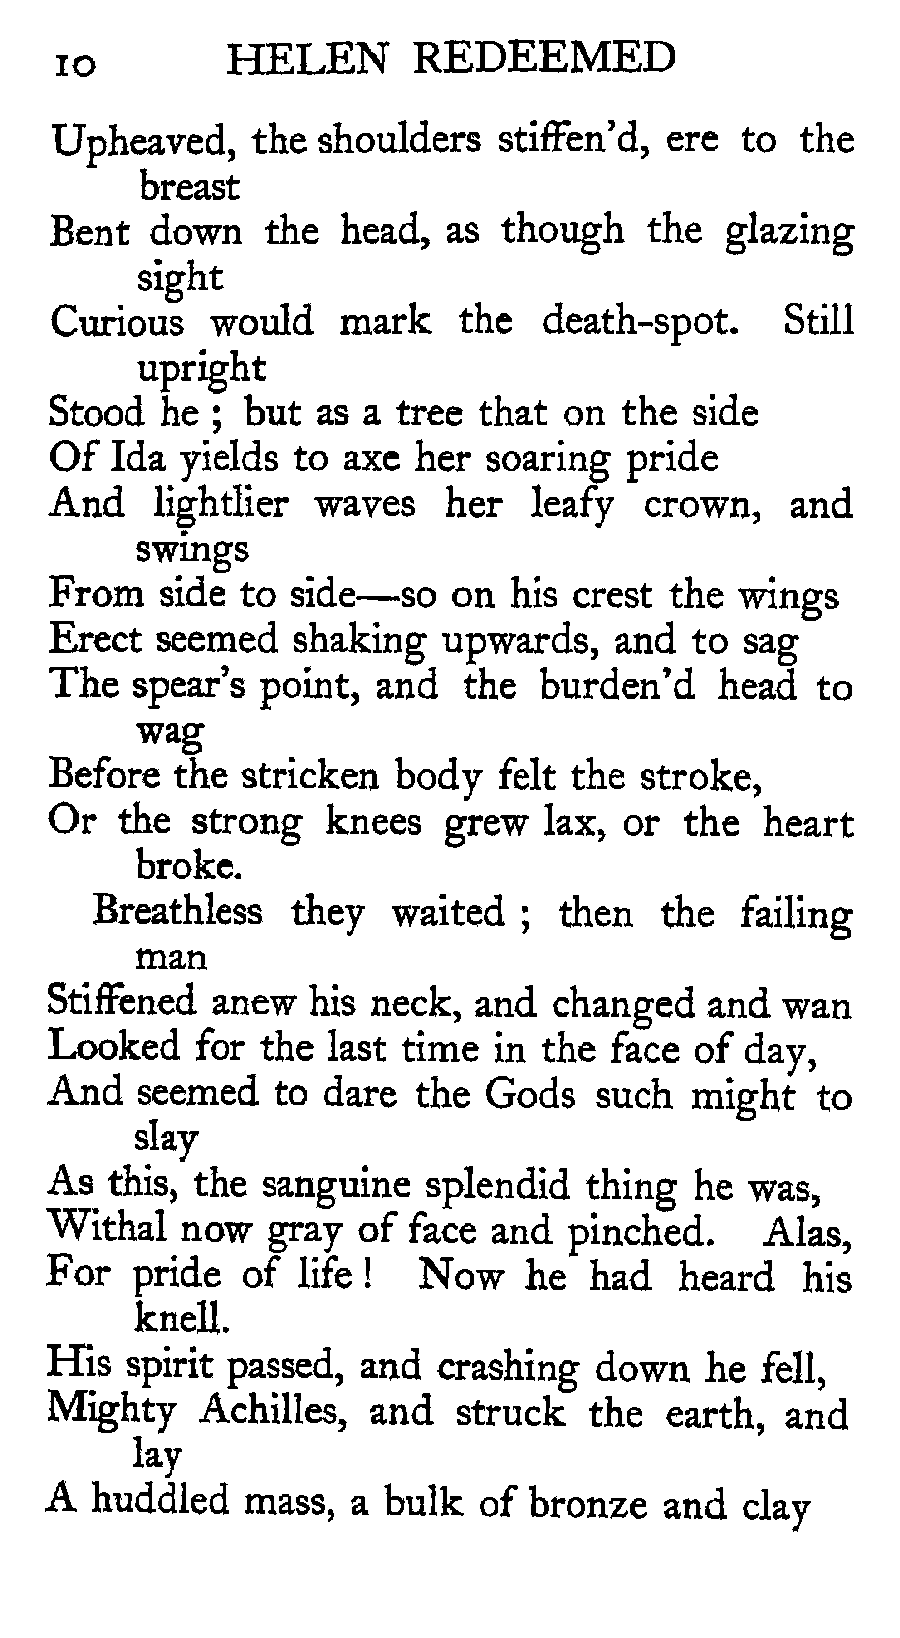 10 HELEN REDEEMED
Upheaved, the shoulders stiffen'd, ere to the
breast
Bent down the head, as though the glazing
sight
Curious would mark the death-spot. Still
upright
Stood he ; but as a tree that on the side
Of Ida yields to axe her soaring pride
And lightlier waves her leafy crown, and
swings
From side to side—so on his crest the wings
Erect seemed shaking upwards, and to sag
The spear's point, and the burden'd head to
wag
Before the stricken body felt the stroke,
Or the strong knees grew lax, or the heart
broke.
Breathless they waited ; then the failing
man
Stiffened anew his neck, and changed and wan
Looked for the last time in the face of day,
And seemed to dare the Gods such might to
slay
As this, the sanguine splendid thing he was,
Withal now gray of face and pinched. Alas,
For pride of life ! Now he had heard his
knell.
His spirit passed, and crashing down he fell,
Mighty Achilles, and struck the earth, and
lay
A huddled mass, a bulk of bronze and clay